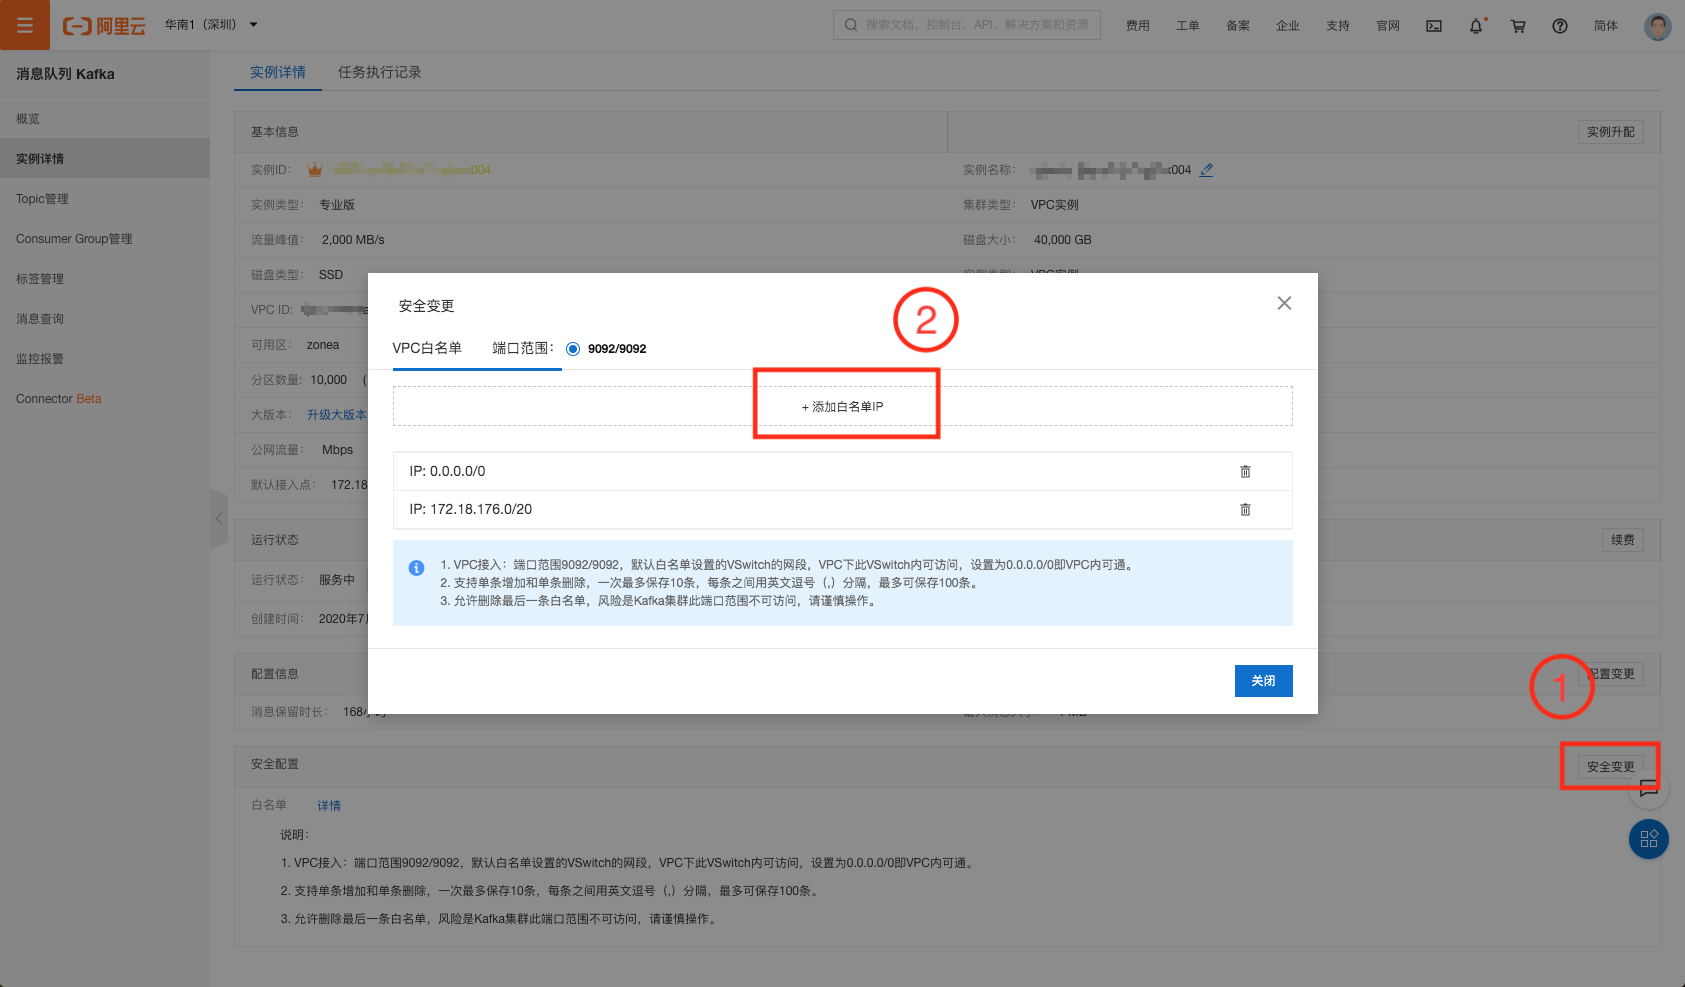 阿里云
华南1（深圳）
搜索文档、控制台、API、解决方案和资源
费用
工单
备案
企业
支持
官网
简体
消息队列 Kafka
概览
实例详情
Topic管理
Consumer Group管理
标签管理
消息查询
监控报警
Connector Beta
实例详情
任务执行记录
基本信息
实例升配
实例ID:
:004
实例名称:
:004
实例类型: 专业版
集群类型: VPC实例
流量峰值: 2,000 MB/s
磁盘大小: 40,000 GB
磁盘类型: SSD
实例类型: VPC实例
VPC ID:
可用区: zonea
分区数量: 10,000 (
大版本: 升级大版本
公网流量: Mbps
默认接入点: 172.18
运行状态
续费
运行状态: 服务中
创建时间: 2020年7
配置信息
配置变更
消息保留时长: 168小时
最大消息大小:
安全配置
安全变更
白名单
详情
说明：
1. VPC接入：端口范围9092/9092，默认白名单设置的VSwitch的网段，VPC下此VSwitch内可访问，设置为0.0.0.0/0即VPC内可通。
2. 支持单条增加和单条删除，一次最多保存10条，每条之间用英文逗号（,）分隔，最多可保存100条。
3. 允许删除最后一条白名单，风险是Kafka集群此端口范围不可访问，请谨慎操作。
安全变更
VPC白名单
端口范围：
9092/9092
+ 添加白名单IP
IP: 0.0.0.0/0
IP: 172.18.176.0/20
1. VPC接入：端口范围9092/9092，默认白名单设置的VSwitch的网段，VPC下此VSwitch内可访问，设置为0.0.0.0/0即VPC内可通。
2. 支持单条增加和单条删除，一次最多保存10条，每条之间用英文逗号（,）分隔，最多可保存100条。
3. 允许删除最后一条白名单，风险是Kafka集群此端口范围不可访问，请谨慎操作。
关闭
2
1